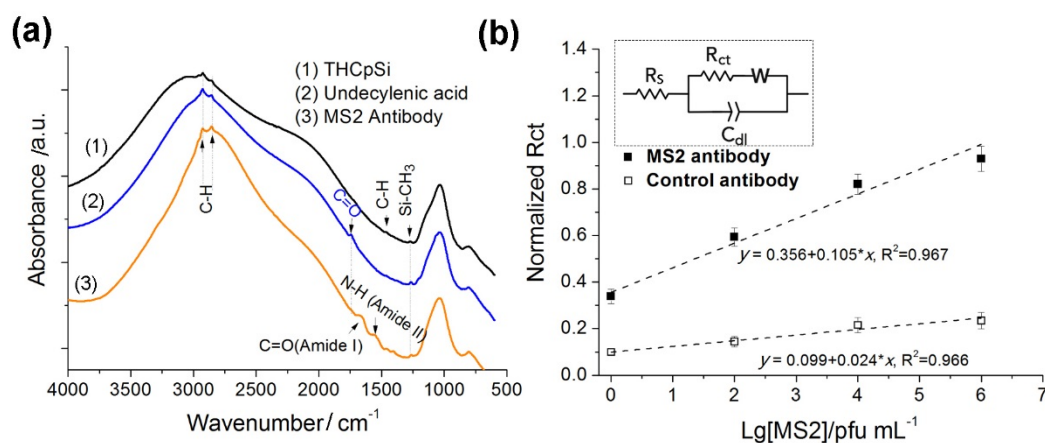 (a)
(1) THCpSi
(2) Undecylenic acid
(3) MS2 Antibody
(1)
(2)
(3)
C-H
C=O
C-H
Si-CH3
N-H (Amide II)
C=O(Amide I)
Absorbance /a.u.
4000 3500 3000 2500 2000 1500 1000 500
Wavenumber/ cm-1
(b)
1.4
1.2
1.0
0.8
0.6
0.4
0.2
0.0
Normalized Rct
Rs
Rct
W
Cdl
MS2 antibody
Control antibody
y = 0.356+0.105*x, R2=0.967
y = 0.099+0.024*x, R2=0.966
0 1 2 3 4 5 6 7
Lg[MS2]/pfu mL-1